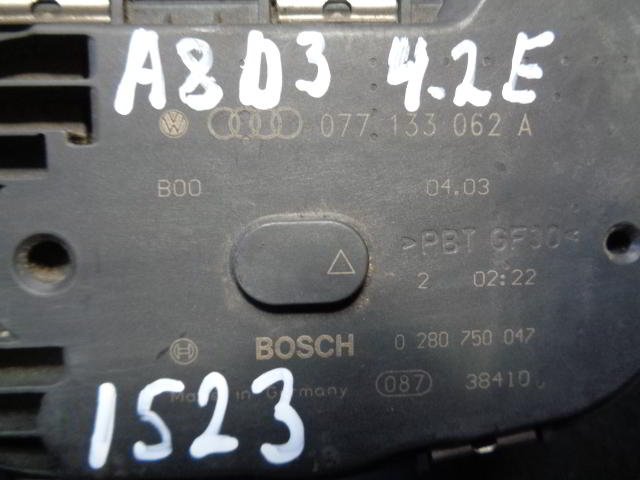 A8D3 4.2E
077 133 062 A
B00 04.03
>PBT GF30<
2 02:22
BOSCH 0 280 750 047
Made in Germany 087 38410
1523